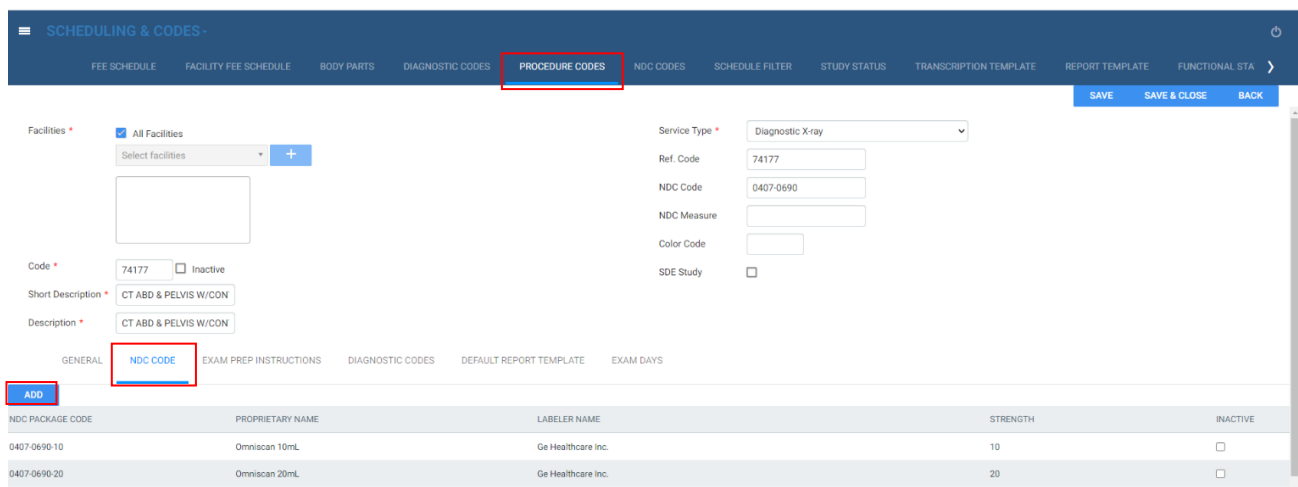 SCHEDULING & CODES
FEE SCHEDULE FACILITY FEE SCHEDULE BODY PARTS DIAGNOSTIC CODES PROCEDURE CODES NDC CODES SCHEDULE FILTER STUDY STATUS TRANSCRIPTION TEMPLATE REPORT TEMPLATE FUNCTIONAL STA
SAVE SAVE & CLOSE BACK
Facilities * All Facilities
Select facilities +
Service Type * Diagnostic X-ray
Ref. Code 74177
NDC Code 0407-0690
NDC Measure
Color Code
SDE Study
Code * 74177 Inactive
Short Description * CT ABD & PELVIS W/CON
Description * CT ABD & PELVIS W/CON
GENERAL NDC CODE EXAM PREP INSTRUCTIONS DIAGNOSTIC CODES DEFAULT REPORT TEMPLATE EXAM DAYS
ADD
NDC PACKAGE CODE PROPRIETARY NAME LABELER NAME STRENGTH INACTIVE
0407-0690-10 Omniscan 10mL Ge Healthcare Inc. 10
0407-0690-20 Omniscan 20mL Ge Healthcare Inc. 20